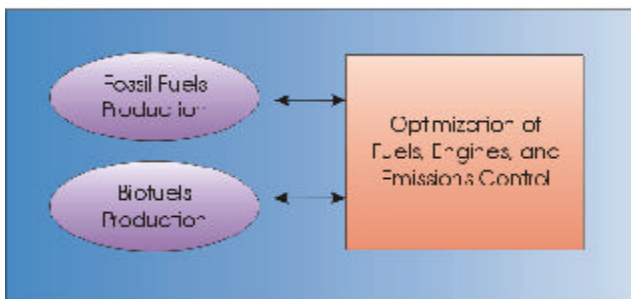 Fossil Fuels
Production
Biofuels
Production
Optimization of
Fuels, Engines, and
Emissions Control